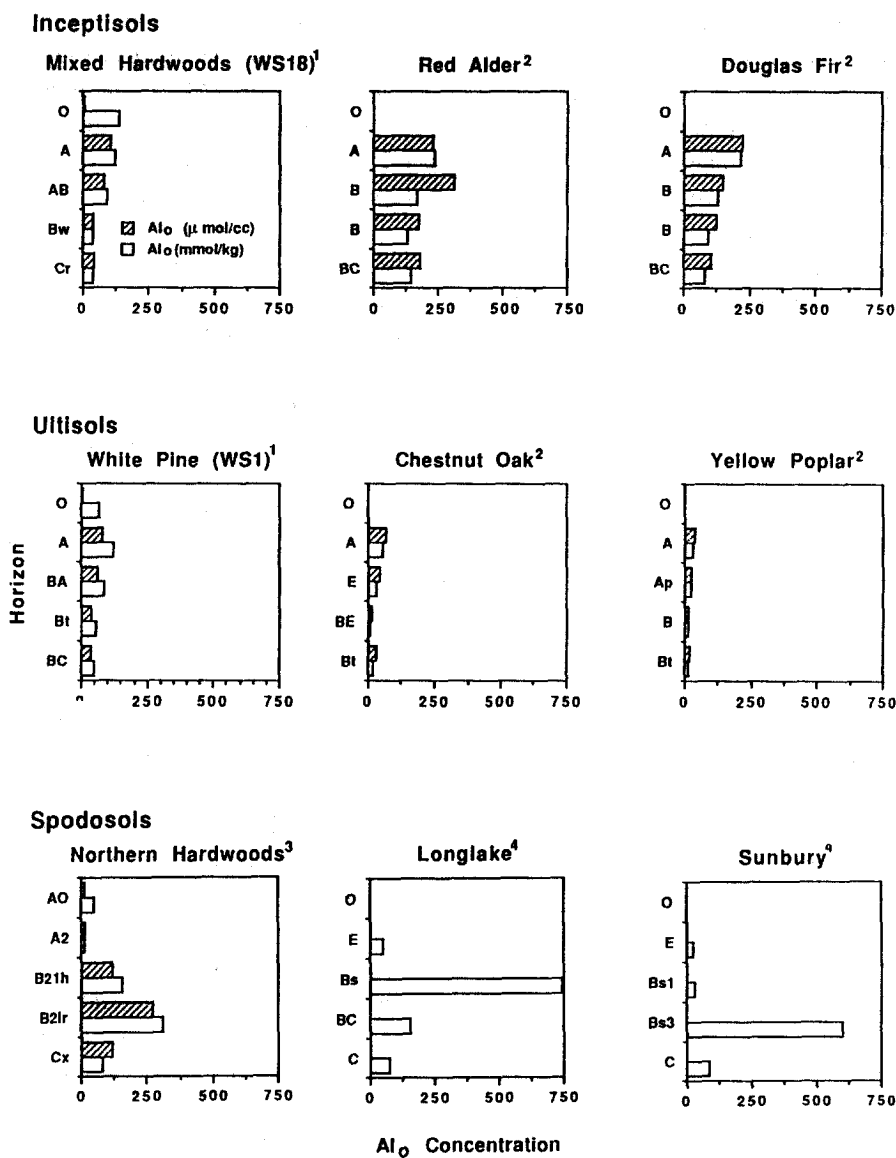 Inceptisols
Mixed Hardwoods (WS18)1
O
A
AB
Bw
Cr
Alo (μ mol/cc)
Alo (mmol/kg)
0 250 500 750
Red Alder2
O
A
B
B
BC
0 250 500 750
Douglas Fir2
O
A
B
B
BC
0 250 500 750
Ultisols
Horizon
White Pine (WS1)1
O
A
BA
Bt
BC
250 500 750
Chestnut Oak2
O
A
E
BE
Bt
0 250 500 750
Yellow Poplar2
O
A
Ap
B
Bt
0 250 500 750
Spodosols
Northern Hardwoods3
AO
A2
B21h
B2Ir
Cx
0 250 500 750
Longlake4
O
E
Bs
BC
C
0 250 500 750
Sunbury
O
E
Bs1
Bs3
C
0 250 500 750
Alo Concentration